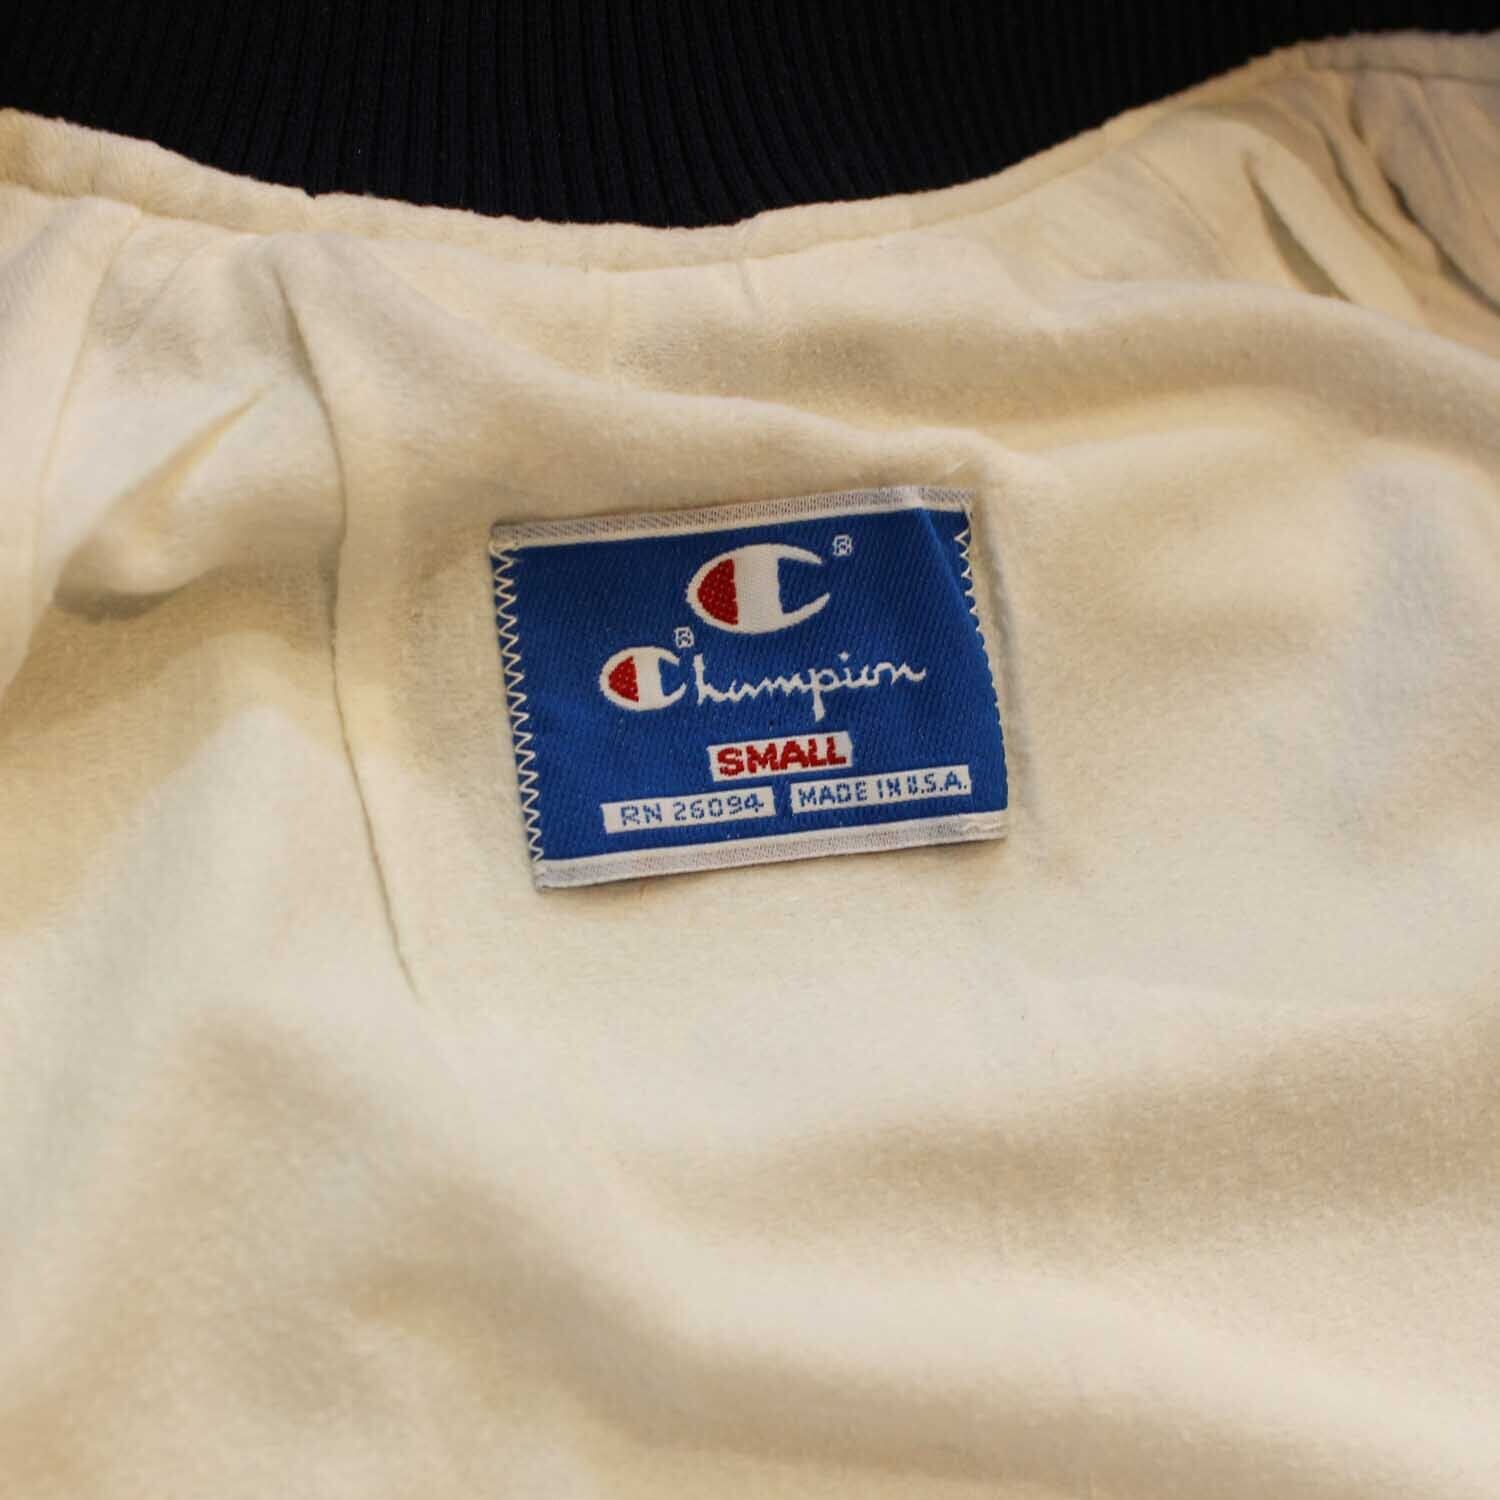 ®
Champion®
SMALL
RN 26094 MADE IN U.S.A.